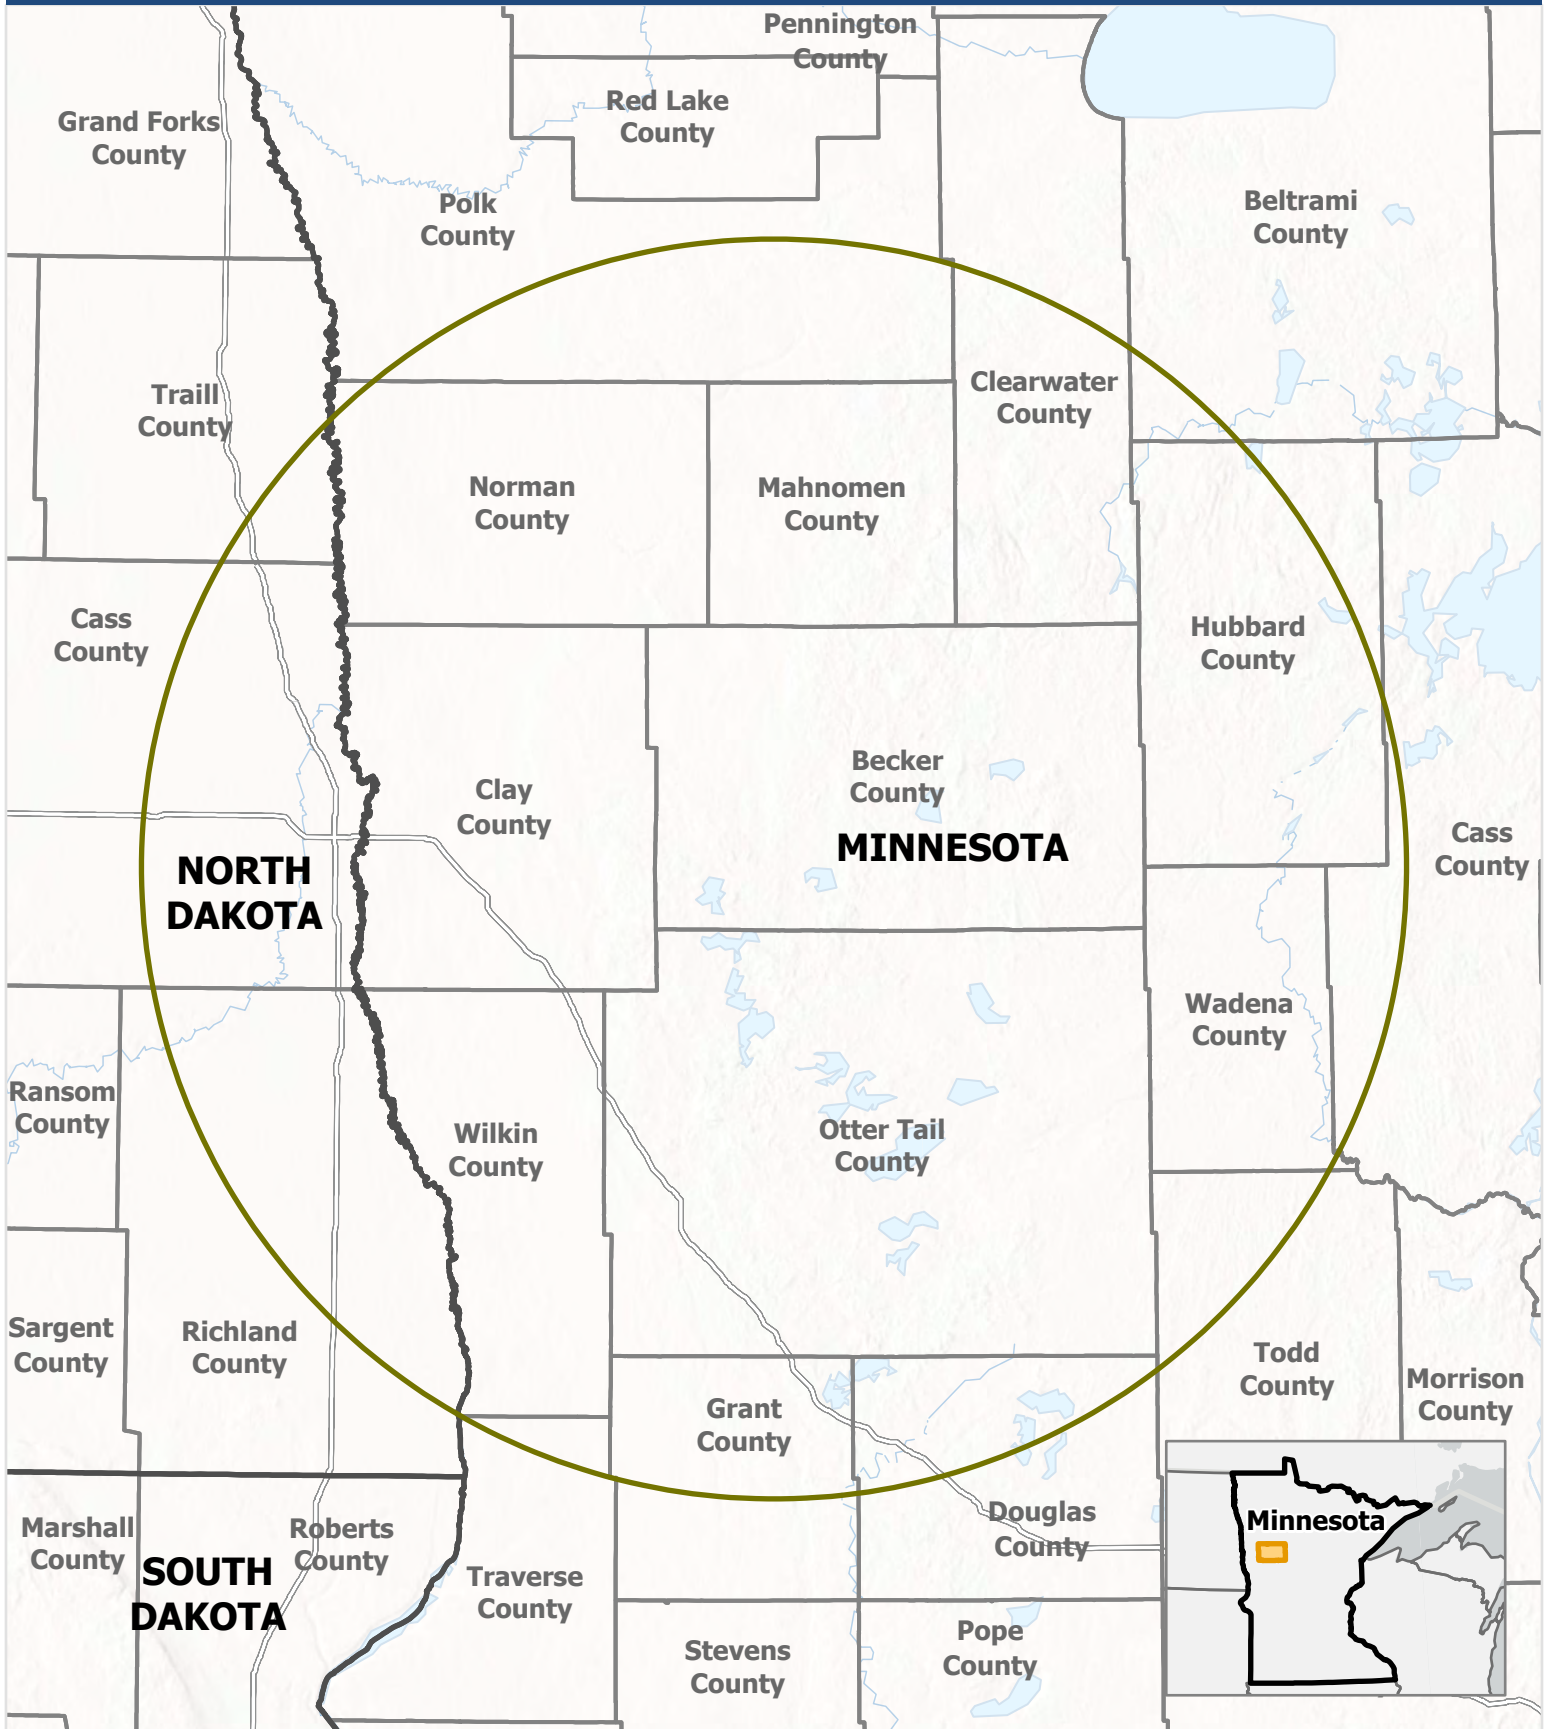 Pennington
County
Red Lake
County
Grand Forks
County
Polk
County
Beltrami
County
Traill
County
Clearwater
County
Norman
County
Mahnomen
County
Cass
County
Hubbard
County
Becker
County
Clay
County
MINNESOTA
Cass
County
NORTH
DAKOTA
Wadena
County
Ransom
County
Wilkin
County
Otter Tail
County
Sargent
County
Richland
County
Todd
County
Morrison
County
Grant
County
Douglas
County
Minnesota
Marshall
County
Roberts
County
SOUTH
DAKOTA
Traverse
County
Stevens
County
Pope
County